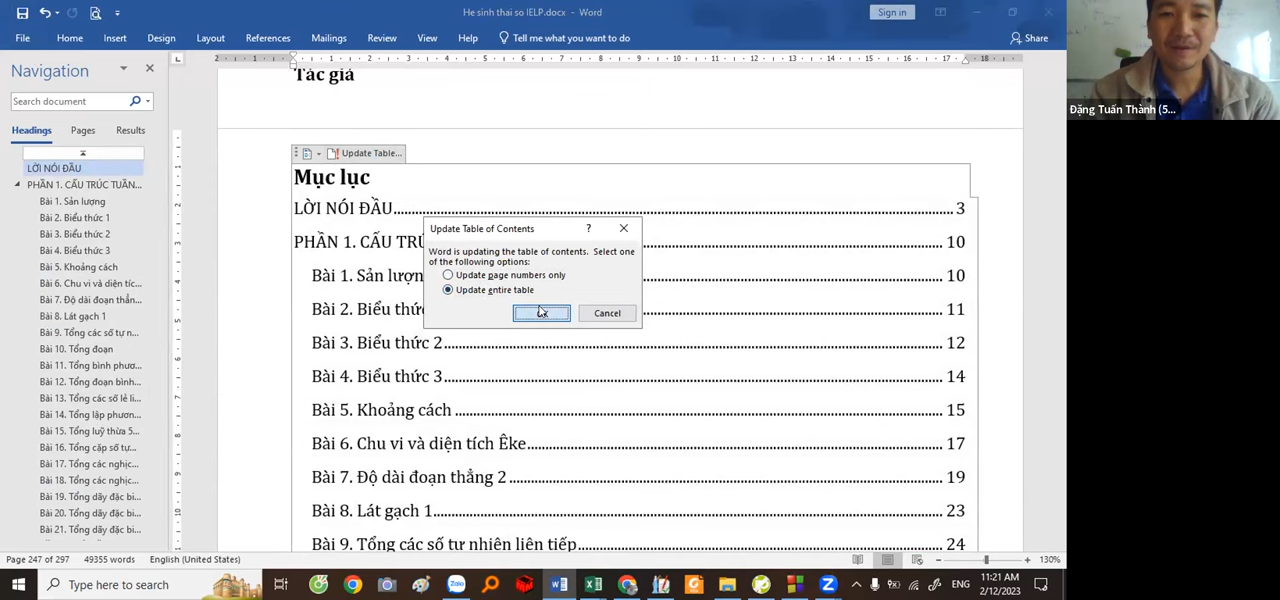 He sinh thai so IELP.docx - Word
Sign in
File Home Insert Design Layout References Mailings Review View Help Tell me what you want to do Share
Đặng Tuấn Thành (5...
Navigation
Search document
Headings Pages Results
LỜI NÓI ĐẦU
PHẦN 1. CẤU TRÚC TUẦN...
Bài 1. Sản lượng
Bài 2. Biểu thức 1
Bài 3. Biểu thức 2
Bài 4. Biểu thức 3
Bài 5. Khoảng cách
Bài 6. Chu vi và diện tích...
Bài 7. Độ dài đoạn thẳn...
Bài 8. Lát gạch 1
Bài 9. Tổng các số tự n...
Bài 10. Tổng đoạn
Bài 11. Tổng bình phươ...
Bài 12. Tổng đoạn bình...
Bài 13. Tổng các số lẻ li...
Bài 14. Tổng lập phươn...
Bài 15. Tổng luỹ thừa 5...
Bài 16. Tổng cặp số tự...
Bài 17. Tổng các nghịc...
Bài 18. Tổng các nghịc...
Bài 19. Tổng dãy đặc bi...
Bài 20. Tổng dãy đặc bi...
Bài 21. Tổng dãy đặc bi...
Tác giả
Update Table...
Mục lục
LỜI NÓI ĐẦU 3
PHẦN 1. CẤU TRÚ 10
Bài 1. Sản lượn 10
Bài 2. Biểu thứ 11
Bài 3. Biểu thức 2 12
Bài 4. Biểu thức 3 14
Bài 5. Khoảng cách 15
Bài 6. Chu vi và diện tích Êke 17
Bài 7. Độ dài đoạn thẳng 2 19
Bài 8. Lát gạch 1 23
Bài 9. Tổng các số tự nhiên liên tiếp 24
Update Table of Contents
Word is updating the table of contents. Select one
of the following options:
Update page numbers only
Update entire table
Cancel
Page 247 of 297 49355 words English (United States) 130%
Type here to search
ENG
11:21 AM
2/12/2023